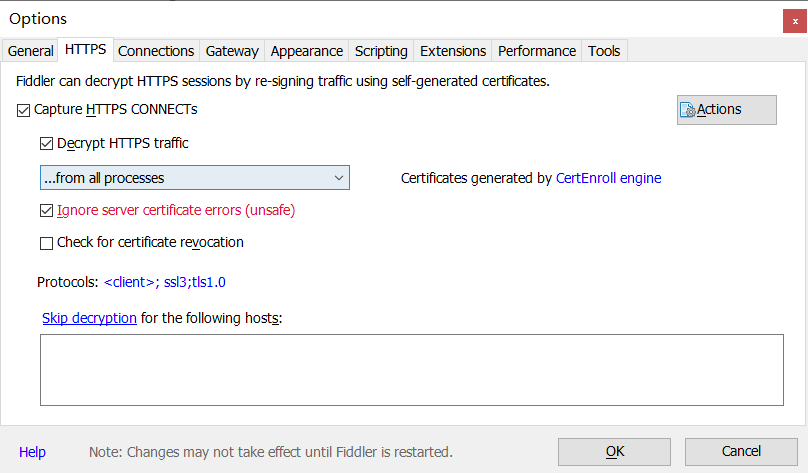 Options
x
General HTTPS Connections Gateway Appearance Scripting Extensions Performance Tools
Fiddler can decrypt HTTPS sessions by re-signing traffic using self-generated certificates.
Capture HTTPS CONNECTs
Actions
Decrypt HTTPS traffic
...from all processes
Certificates generated by CertEnroll engine
Ignore server certificate errors (unsafe)
Check for certificate revocation
Protocols: <client>; ssl3;tls1.0
Skip decryption for the following hosts:
Help
Note: Changes may not take effect until Fiddler is restarted.
OK
Cancel